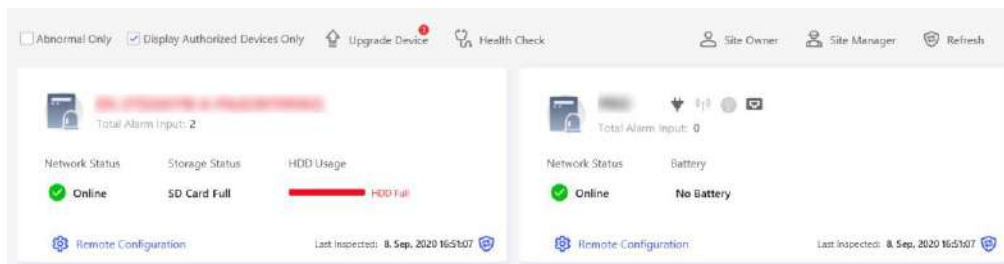 Abnormal Only Display Authorized Devices Only Upgrade Device Health Check Site Owner Site Manager Refresh
Total Alarm Input: 2
Network Status Storage Status HDD Usage
Online SD Card Full HDD Full
Remote Configuration Last Inspected: 8. Sep, 2020 16:51:07
Total Alarm Input: 0
Network Status Battery
Online No Battery
Remote Configuration Last Inspected: 8. Sep, 2020 16:51:07